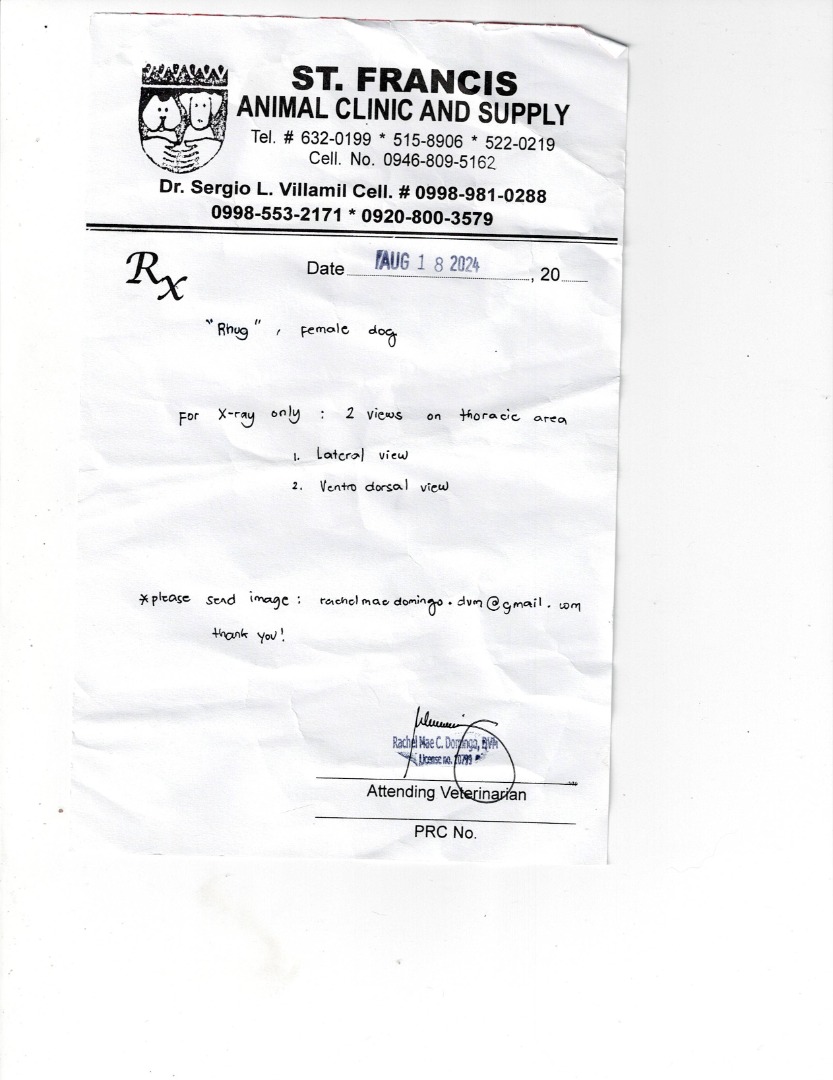 ST. FRANCIS
ANIMAL CLINIC AND SUPPLY
Tel. # 632-0199 * 515-8906 * 522-0219
Cell. No. 0946-809-5162
Dr. Sergio L. Villamil Cell. # 0998-981-0288
0998-553-2171 * 0920-800-3579
Rx
Date AUG 18 2024, 20
"Rhug", female dog
For X-ray only : 2 views on thoracic area
1. Lateral view
2. Ventro dorsal view
*please send image : rachelmaedomingo.dvm@gmail.com
thank you!
Rachel Mae C. Domingo, DVM
License no.
Attending Veterinarian
PRC No.